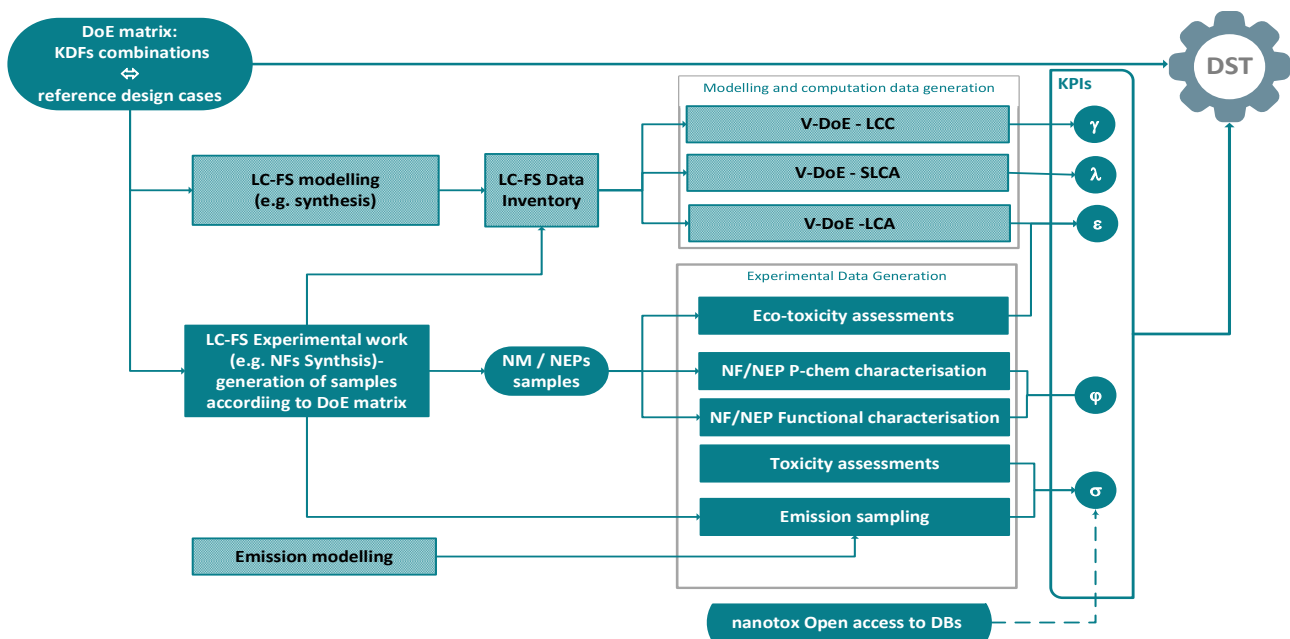 DoE matrix:
KDFs combinations
⇔
reference design cases
DST
Modelling and computation data generation
KPIs
V-DoE - LCC
γ
LC-FS modelling
(e.g. synthesis)
LC-FS Data
Inventory
V-DoE - SLCA
λ
V-DoE -LCA
ε
Experimental Data Generation
Eco-toxicity assessments
LC-FS Experimental work
(e.g. NFs Synthsis)-
generation of samples
accordiing to DoE matrix
NM / NEPs
samples
NF/NEP P-chem characterisation
φ
NF/NEP Functional characterisation
Toxicity assessments
σ
Emission sampling
Emission modelling
nanotox Open access to DBs